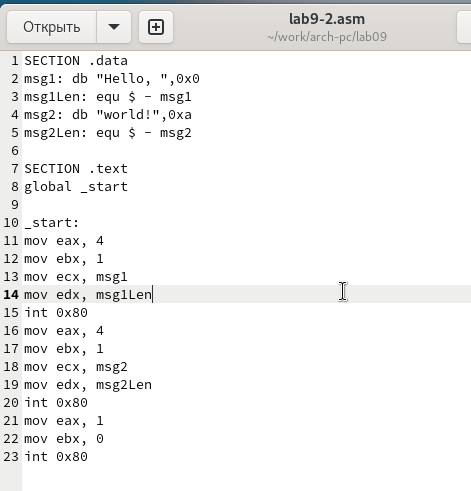 Открыть
lab9-2.asm
~/work/arch-pc/lab09
1 SECTION .data
2 msg1: db "Hello, ",0x0
3 msg1Len: equ $ - msg1
4 msg2: db "world!",0xa
5 msg2Len: equ $ - msg2
6
7 SECTION .text
8 global _start
9
10 _start:
11 mov eax, 4
12 mov ebx, 1
13 mov ecx, msg1
14 mov edx, msg1Len
15 int 0x80
16 mov eax, 4
17 mov ebx, 1
18 mov ecx, msg2
19 mov edx, msg2Len
20 int 0x80
21 mov eax, 1
22 mov ebx, 0
23 int 0x80